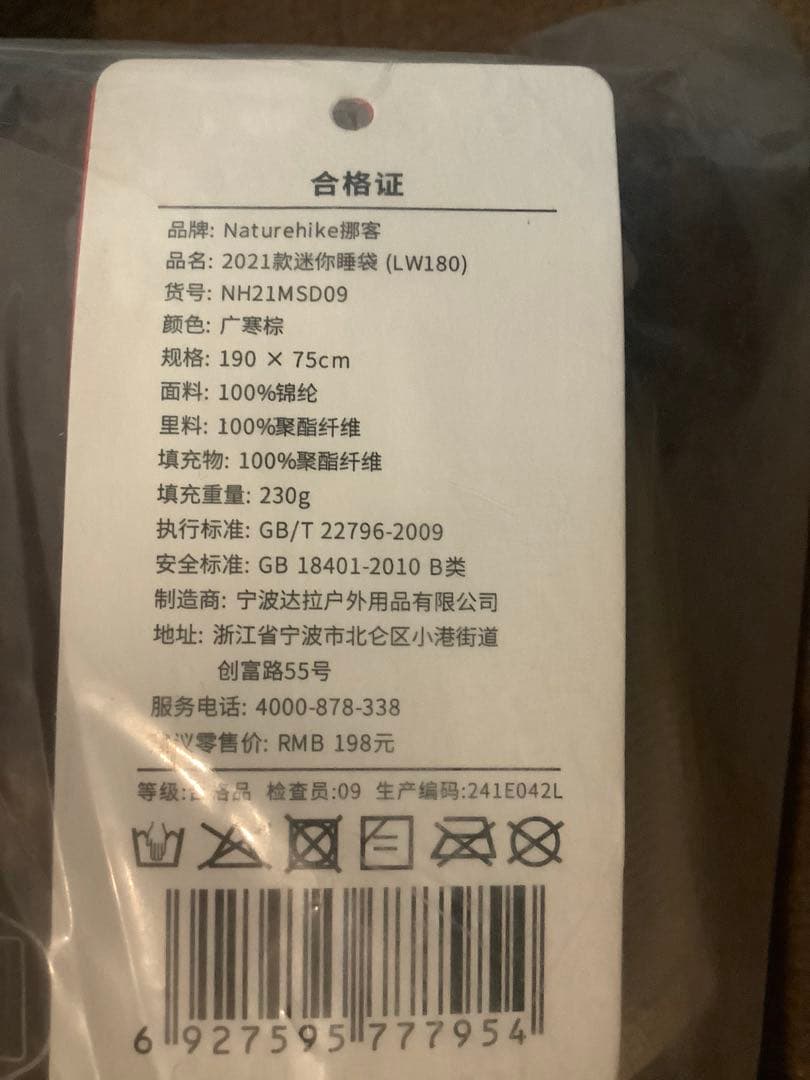 合格证
品牌: Naturehike挪客
品名: 2021款迷你睡袋 (LW180)
货号: NH21MSD09
颜色: 广寒棕
规格: 190 × 75cm
面料: 100%锦纶
里料: 100%聚酯纤维
填充物: 100%聚酯纤维
填充重量: 230g
执行标准: GB/T 22796-2009
安全标准: GB 18401-2010 B类
制造商: 宁波达拉户外用品有限公司
地址: 浙江省宁波市北仑区小港街道
创富路55号
服务电话: 4000-878-338
议零售价: RMB 198元
等级:合格品 检查员:09 生产编码:241E042L
6 927595 777954